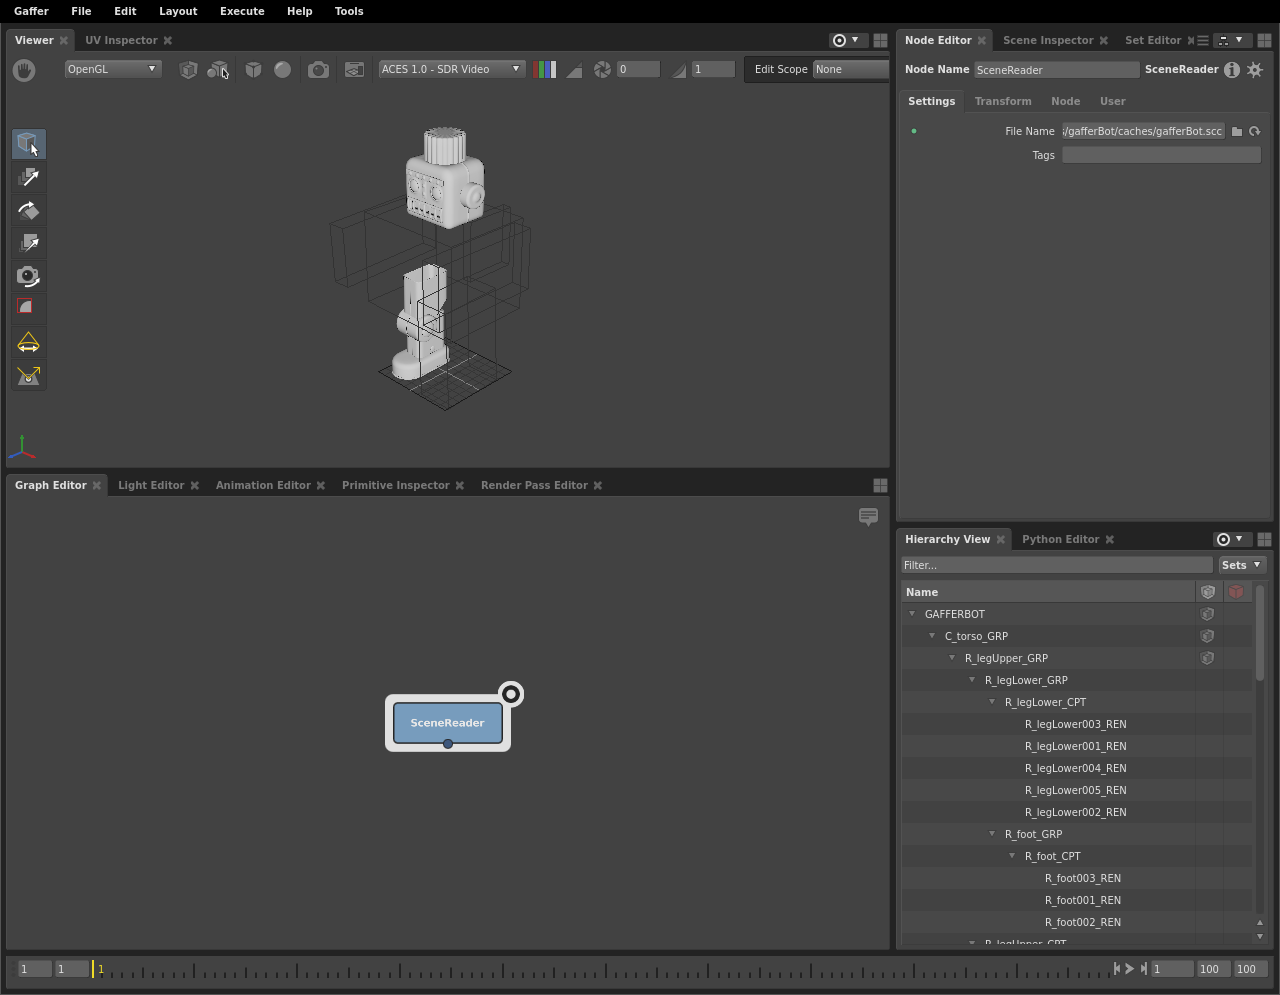 Gaffer File Edit Layout Execute Help Tools
Viewer UV Inspector
OpenGL ACES 1.0 - SDR Video 0 1 Edit Scope None
Node Editor Scene Inspector Set Editor
Node Name SceneReader SceneReader
Settings Transform Node User
File Name /gafferBot/caches/gafferBot.scc
Tags
Graph Editor Light Editor Animation Editor Primitive Inspector Render Pass Editor
SceneReader
Hierarchy View Python Editor
Filter... Sets
Name
GAFFERBOT
C_torso_GRP
R_legUpper_GRP
R_legLower_GRP
R_legLower_CPT
R_legLower003_REN
R_legLower001_REN
R_legLower004_REN
R_legLower005_REN
R_legLower002_REN
R_foot_GRP
R_foot_CPT
R_foot003_REN
R_foot001_REN
R_foot002_REN
R_legUpper_CPT
1 1 1 1 100 100